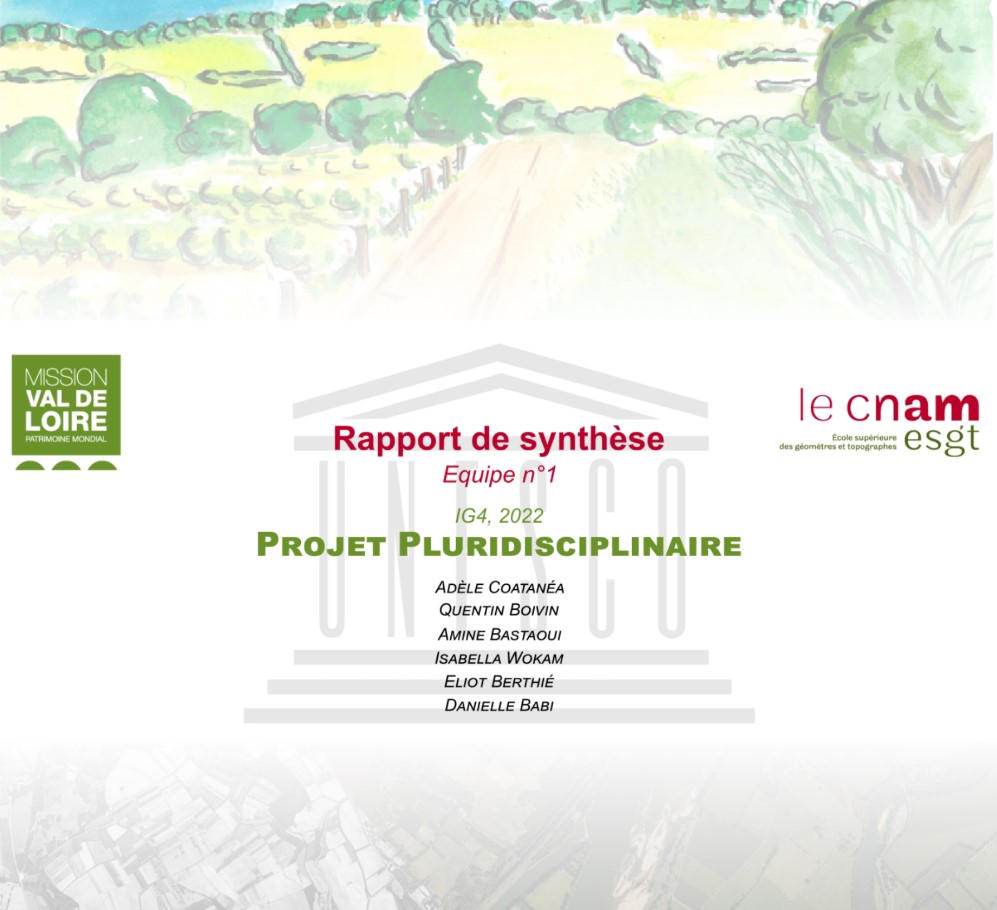 MISSION
VAL DE
LOIRE
PATRIMOINE MONDIAL
le cnam
École supérieure
des géomètres et topographes
esgt
Rapport de synthèse
Equipe n°1
IG4, 2022
PROJET PLURIDISCIPLINAIRE
ADÈLE COATANÉA
QUENTIN BOIVIN
AMINE BASTAOUI
ISABELLA WOKAM
ELIOT BERTHIÉ
DANIELLE BABI
UNESCO